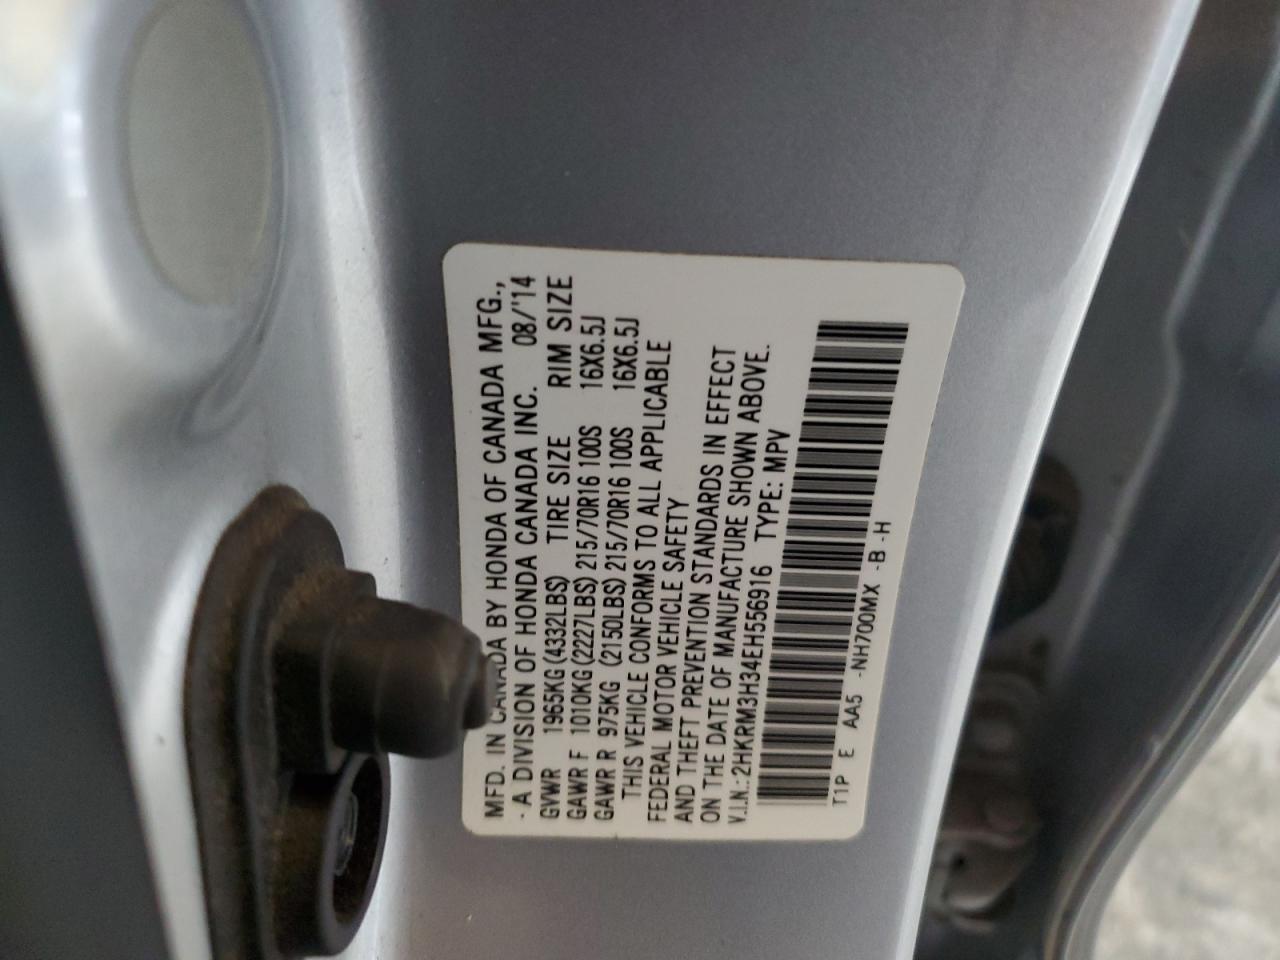 MFD. IN CANADA BY HONDA OF CANADA MFG.,
- A DIVISION OF HONDA CANADA INC. 08/'14
GVWR 1965KG (4332LBS) TIRE SIZE RIM SIZE
GAWR F 1010KG (2227LBS) 215/70R16 100S 16X6.5J
GAWR R 975KG (2150LBS) 215/70R16 100S 16X6.5J
THIS VEHICLE CONFORMS TO ALL APPLICABLE
FEDERAL MOTOR VEHICLE SAFETY
AND THEFT PREVENTION STANDARDS IN EFFECT
ON THE DATE OF MANUFACTURE SHOWN ABOVE.
V.I.N.: 2HKRM3H34EH556916 TYPE: MPV
T1P E AA5 -NH700MX -B -H